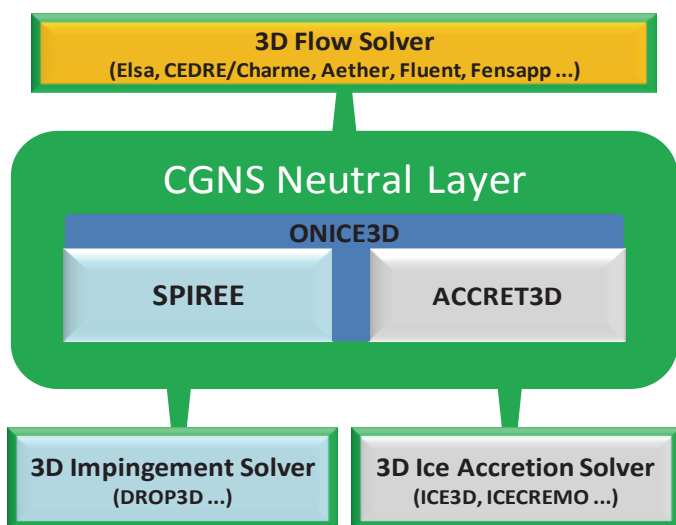 3D Flow Solver
(Elsa, CEDRE/Charme, Aether, Fluent, Fensapp ...)
CGNS Neutral Layer
ONICE3D
SPIREE
ACCRET3D
3D Impingement Solver
(DROP3D ...)
3D Ice Accretion Solver
(ICE3D, ICECREMO ...)